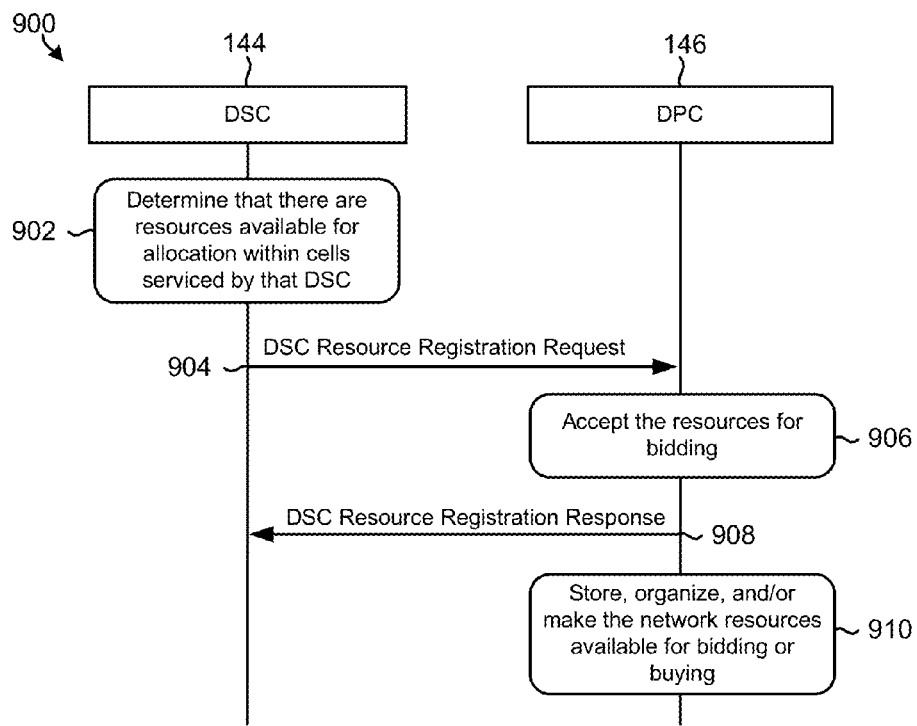 900
144
146
DSC
DPC
Determine that there are
resources available for
allocation within cells
serviced by that DSC
902
DSC Resource Registration Request
904
Accept the resources for
bidding
906
DSC Resource Registration Response
908
Store, organize, and/or
make the network resources
available for bidding or
buying
910